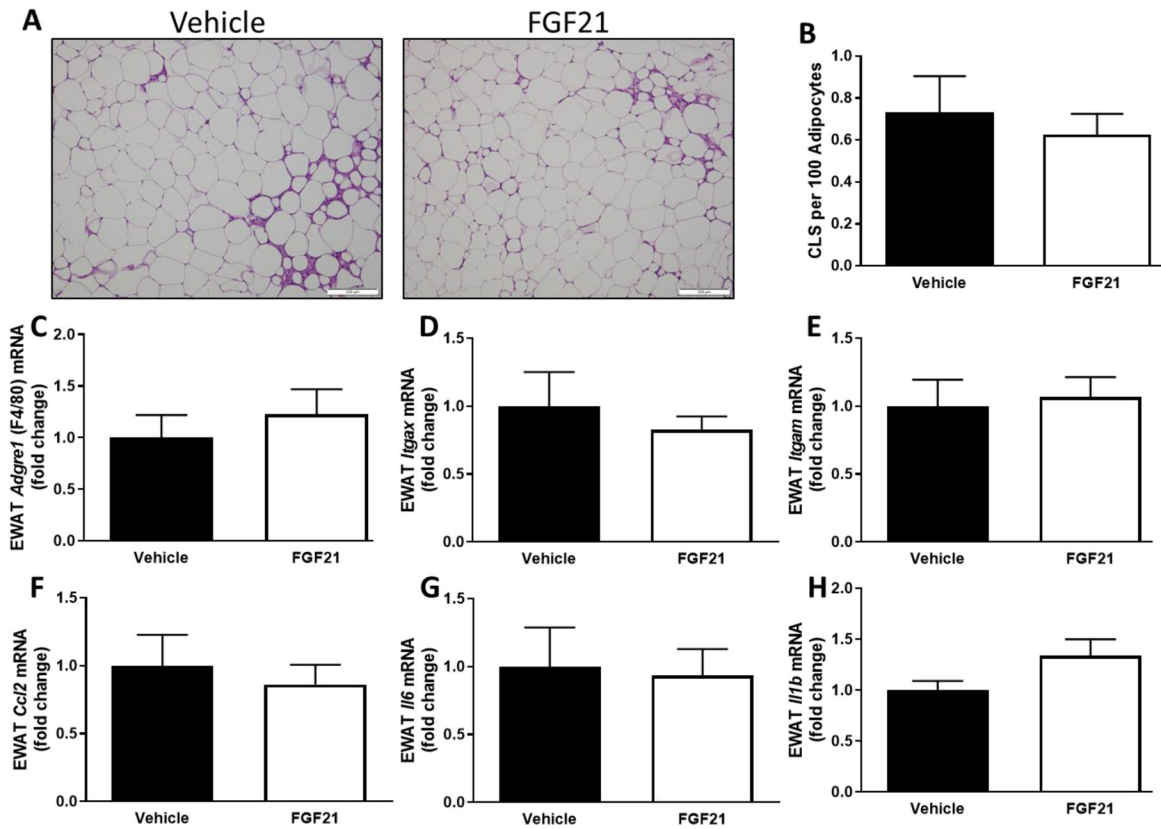 A
Vehicle
FGF21
B
CLS per 100 Adipocytes
1.0
0.8
0.6
0.4
0.2
0.0
Vehicle
FGF21
C
EWAT Adgre1 (F4/80) mRNA
(fold change)
2.0
1.5
1.0
0.5
0.0
Vehicle
FGF21
D
EWAT Itgax mRNA
(fold change)
1.5
1.0
0.5
0.0
Vehicle
FGF21
E
EWAT Itgam mRNA
(fold change)
1.5
1.0
0.5
0.0
Vehicle
FGF21
F
EWAT Ccl2 mRNA
(fold change)
1.5
1.0
0.5
0.0
Vehicle
FGF21
G
EWAT Il6 mRNA
(fold change)
1.5
1.0
0.5
0.0
Vehicle
FGF21
H
EWAT Il1b mRNA
(fold change)
2.0
1.5
1.0
0.5
0.0
Vehicle
FGF21